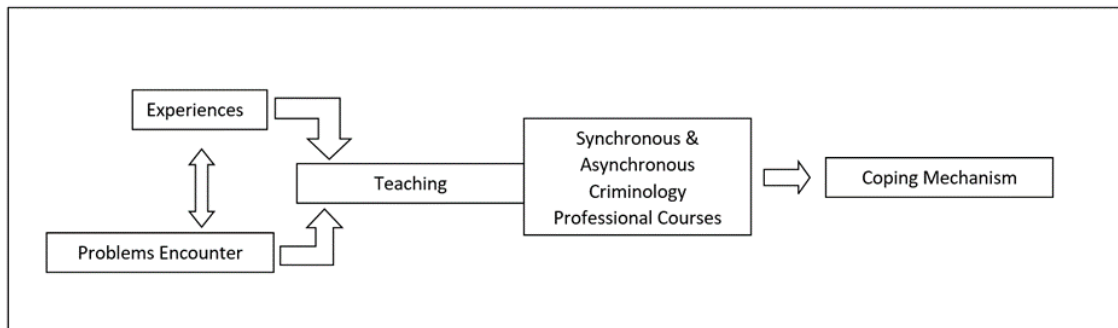 Experiences
Teaching
Synchronous &
Asynchronous
Criminology
Professional Courses
Coping Mechanism
Problems Encounter